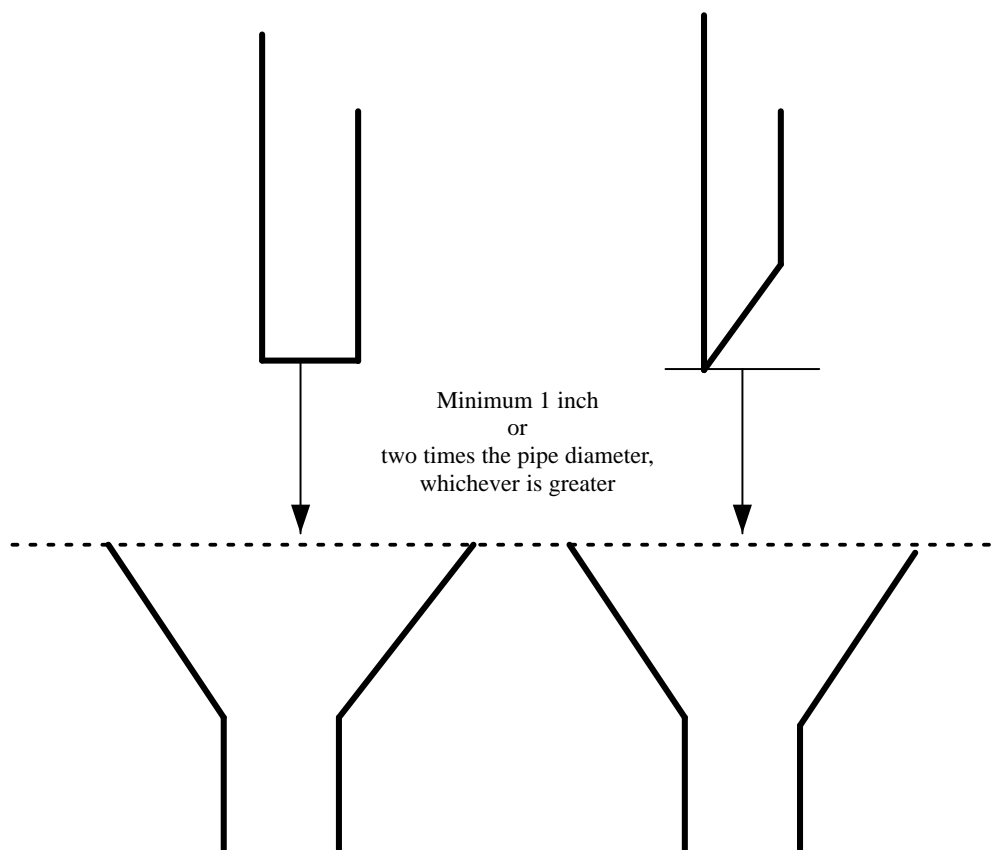 Minimum 1 inch
or
two times the pipe diameter,
whichever is greater